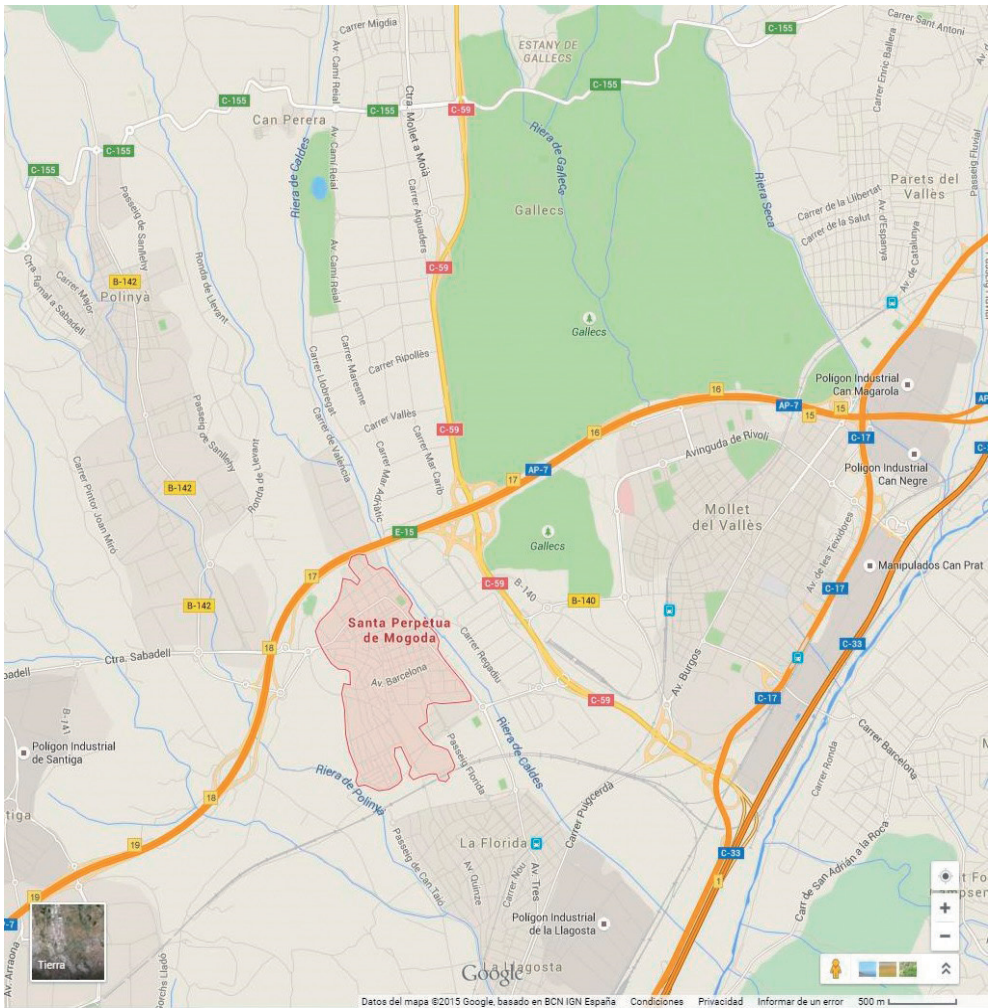 Carrer Sant Antoni
C-155
Carrer Migdia
ESTANY DE
GALLECS
Carrer Enric Ballera
C-155
C-155
C-155
C-59
C-155
Can Perera
Av. Camí Reial
Av. Camí Reial
Ctra. Mollet a Moià
Riera de Gallecs
C-155
C-155
Riera de Caldes
Riera Seca
Parets del
Vallès
Passeig Fluvial
Carrer de la Llibertat
Carrer de la Salut
Av. d'Espanya
Av. de Catalunya
Passeig de Sanllehy
Carrer Aiguaders
Gallecs
Ctra. Ramal a Sabadell
Carrer Major
B-142
Polinyà
Ronda de Llevant
Av. Camí Reial
C-59
Gallecs
Carrer Ripollès
Carrer Maresme
Carrer Llobregat
Polígon Industrial
Can Magarola
16
AP-7
15
15
C-17
Passeig de Sanllehy
Ronda de Llevant
Carrer Vallès
Carrer de València
Carrer Mar Adriàtic
Carrer Mar Carib
C-59
16
Avinguda de Rivoli
AP-7
17
Polígon Industrial
Can Negre
Carrer Pintor Joan Miró
B-142
Mollet
del Vallès
E-15
Gallecs
Av. de les Teixidores
Manipulados Can Prat
17
C-59
B-140
B-140
C-17
B-142
Santa Perpetua
de Mogoda
Carrer Regadiu
18
Ctra. Sabadell
C-33
Av. Barcelona
Av. Burgos
C-59
C-17
B-141
Polígon Industrial
de Santiga
Riera de Polinyà
Passeig Florida
Riera de Caldes
Carrer Puigcerdà
Carrer Ronda
Carrer Barcelona
18
19
La Florida
C-33
1
Carr de San Adrián a la Roca
Passeig de Can Taió
Av. Quinze
Carrer Nou
Av. Tres
19
Polígon Industrial
de la Llagosta
Av. Arraona
Tierra
Google
Llagosta
Datos del mapa ©2015 Google, basado en BCN IGN España Condiciones Privacidad Informar de un error 500 m